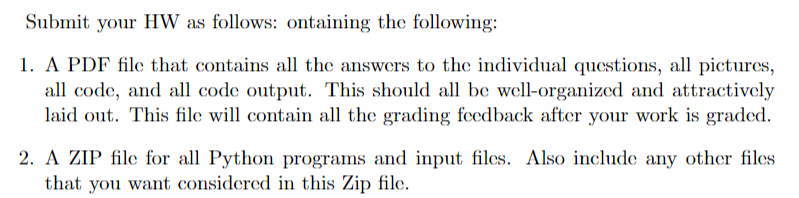 Submit your HW as follows: ontaining the following:
1. A PDF file that contains all the answers to the individual questions, all pictures,
all code, and all code output. This should all be well-organized and attractively
laid out. This file will contain all the grading feedback after your work is graded.
2. A ZIP file for all Python programs and input files. Also include any other files
that you want considered in this Zip file.